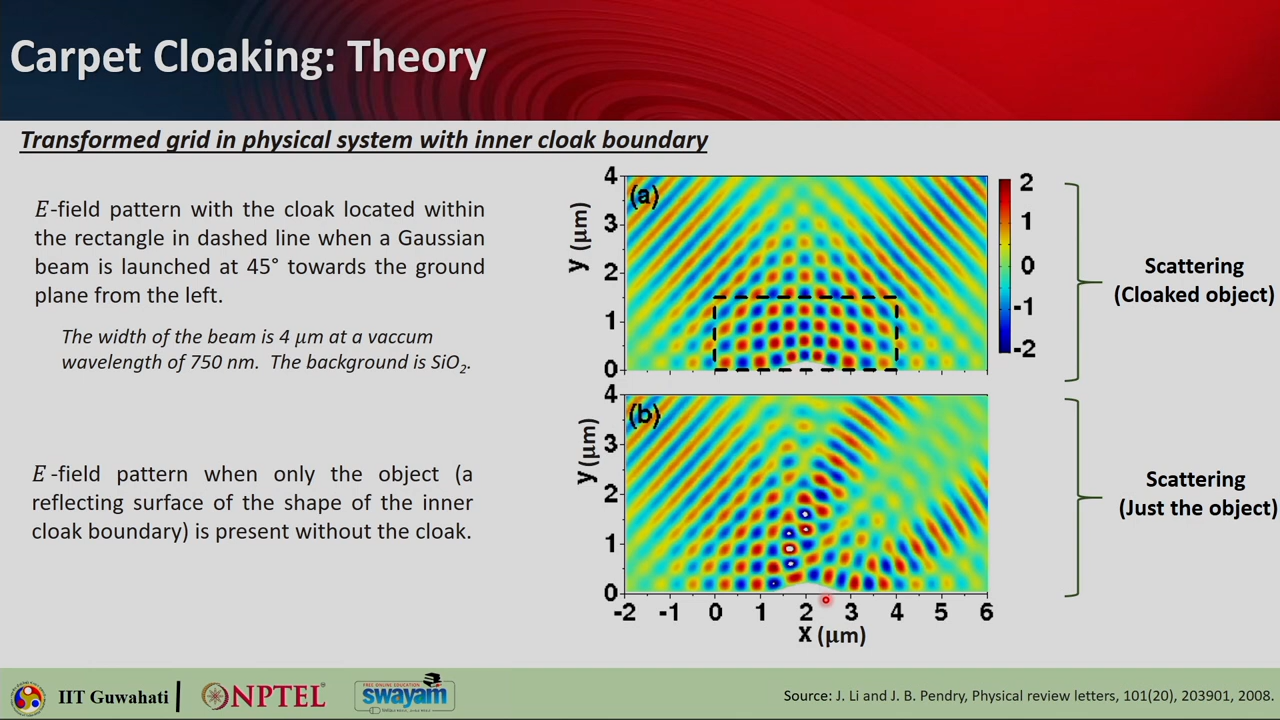 Carpet Cloaking: Theory
Transformed grid in physical system with inner cloak boundary
E-field pattern with the cloak located within
the rectangle in dashed line when a Gaussian
beam is launched at 45° towards the ground
plane from the left.
The width of the beam is 4 μm at a vaccum
wavelength of 750 nm. The background is SiO₂.
E-field pattern when only the object (a
reflecting surface of the shape of the inner
cloak boundary) is present without the cloak.
(a)
y (μm)
4
3
2
1
0
2
1
0
-1
-2
Scattering
(Cloaked object)
(b)
y (μm)
4
3
2
1
0
-2 -1 0 1 2 3 4 5 6
X (μm)
Scattering
(Just the object)
IIT Guwahati
NPTEL
FREE ONLINE EDUCATION
swayam
Source: J. Li and J. B. Pendry, Physical review letters, 101(20), 203901, 2008.